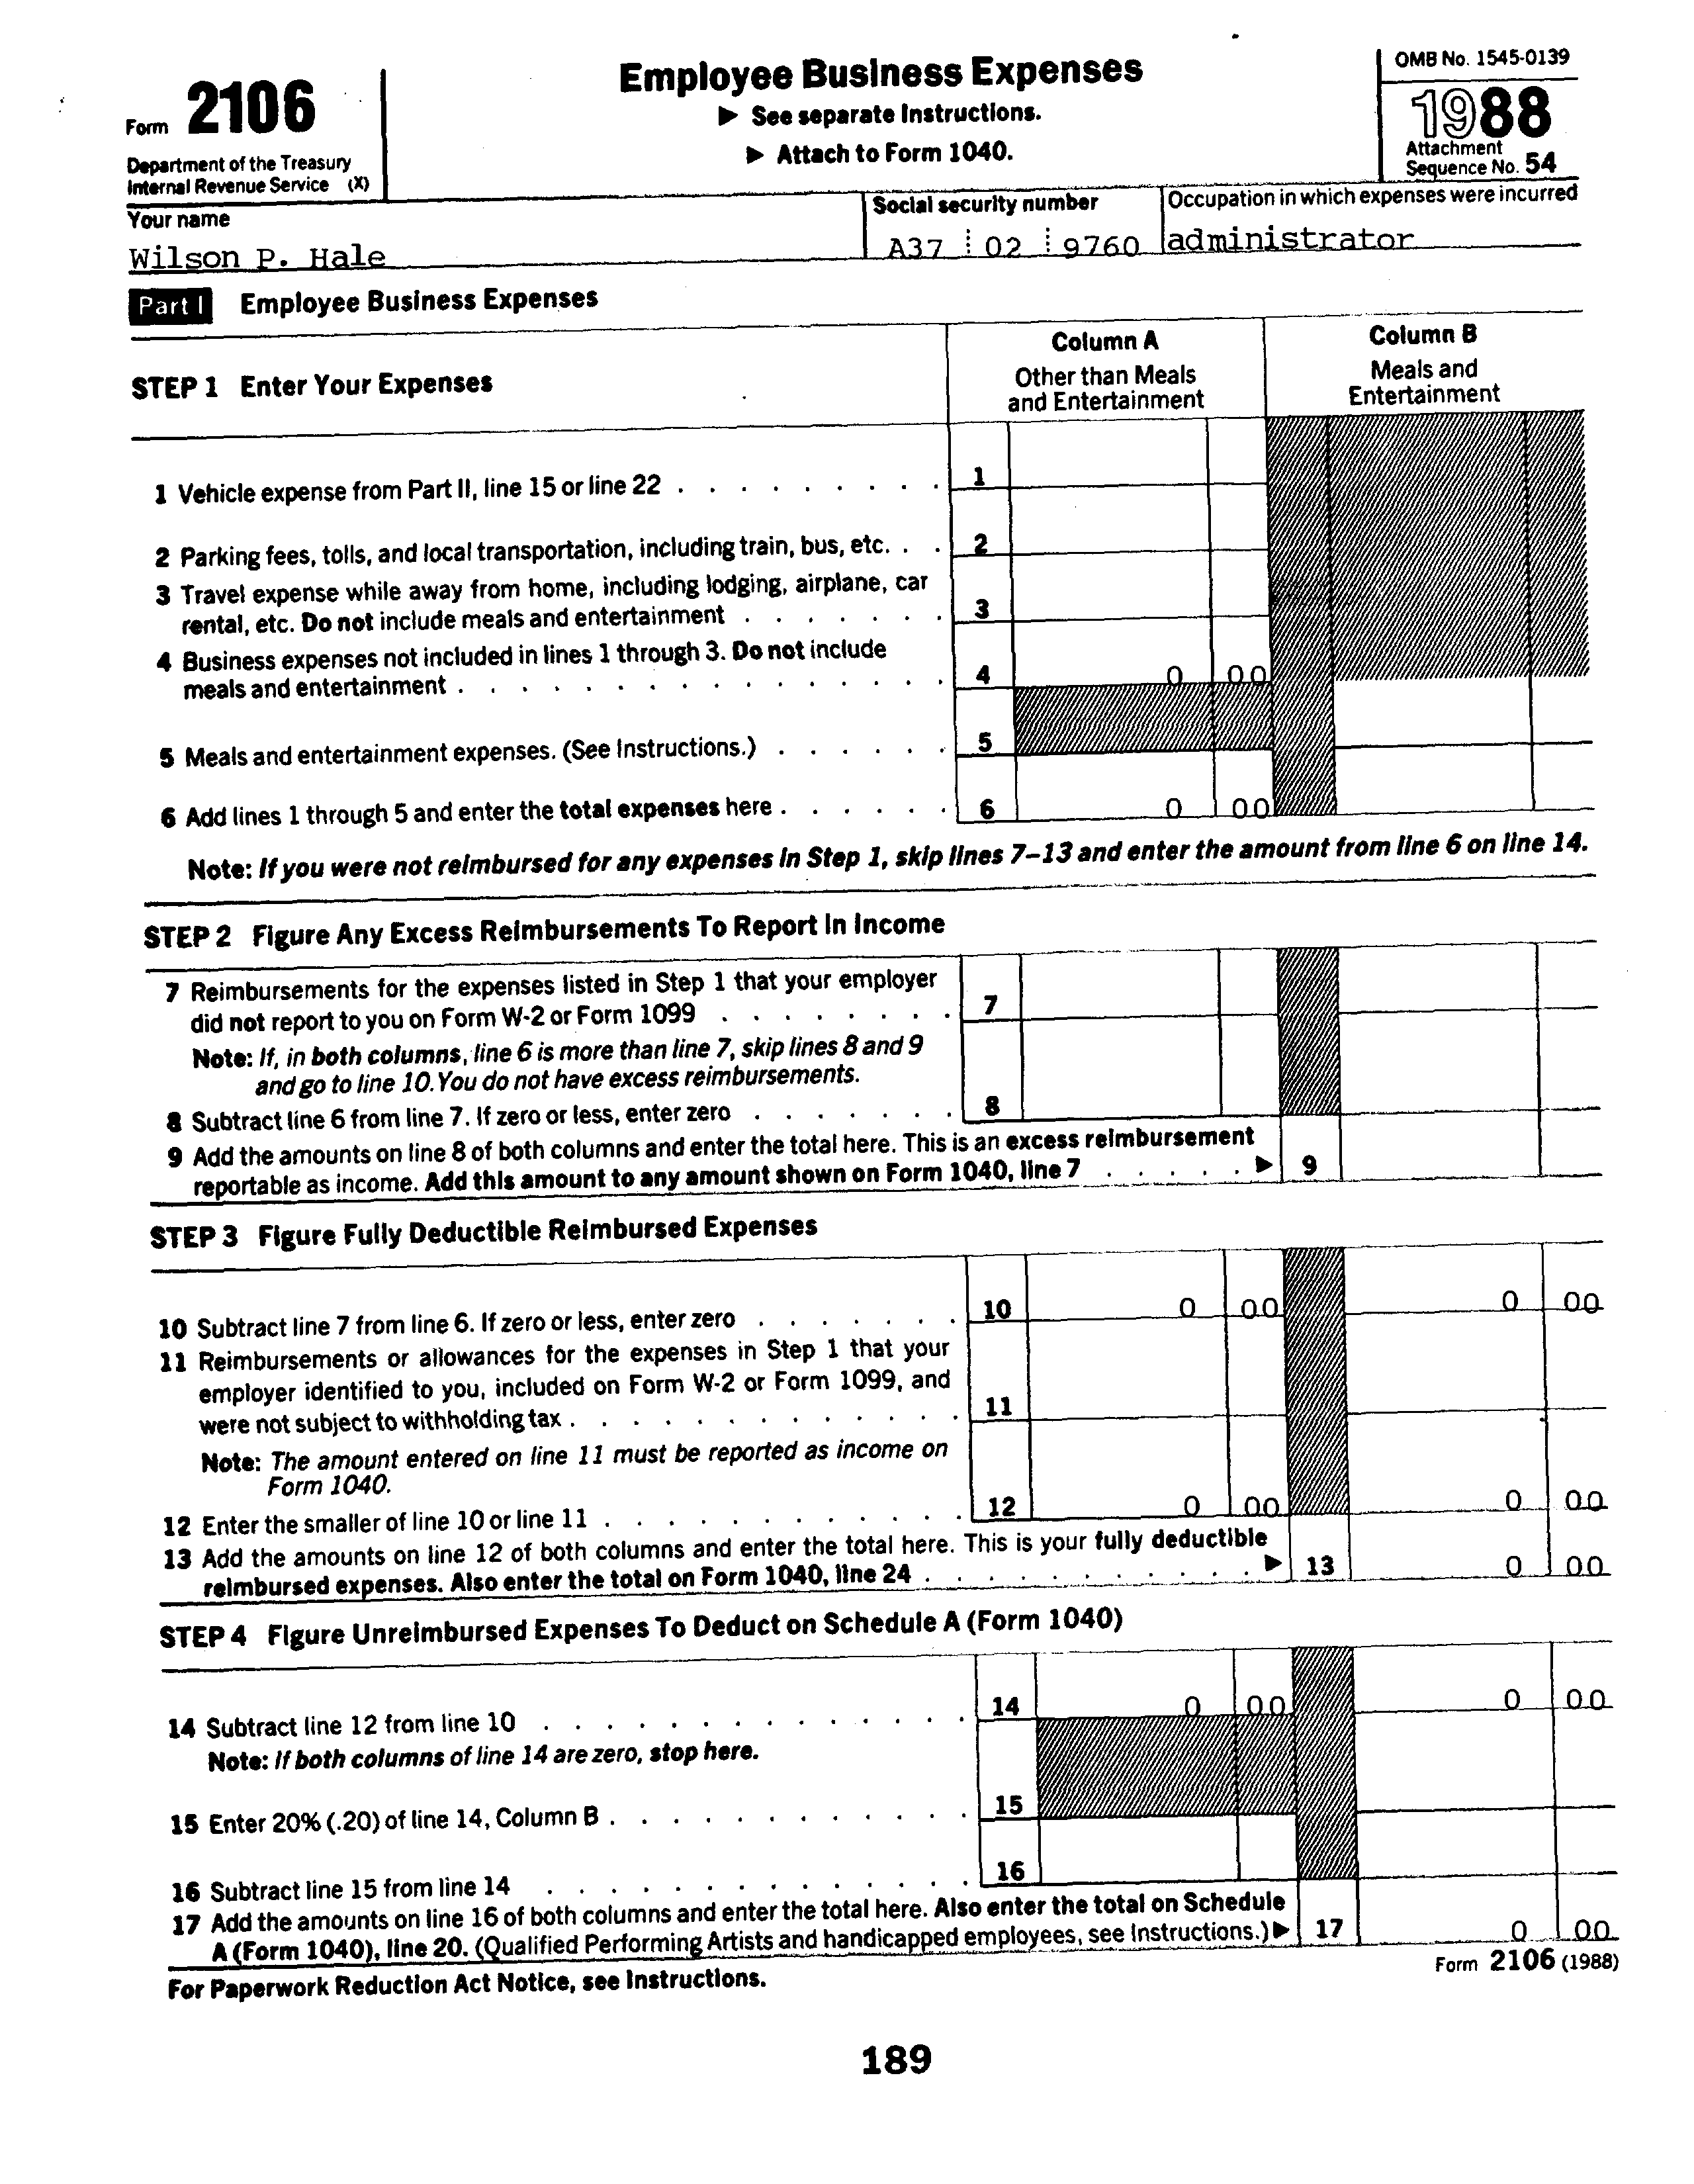 Form 2106
Department of the Treasury
Internal Revenue Service (X)
Employee Business Expenses
▶ See separate Instructions.
▶ Attach to Form 1040.
OMB No. 1545-0139
1988
Attachment
Sequence No. 54
Your name
Wilson P. Hale
Social security number
A37 02 9760
Occupation in which expenses were incurred
administrator
Part I Employee Business Expenses
STEP 1 Enter Your Expenses
Column A
Other than Meals
and Entertainment
Column B
Meals and
Entertainment
1 Vehicle expense from Part II, line 15 or line 22 . . . . . . . . . 1
2 Parking fees, tolls, and local transportation, including train, bus, etc. . . 2
3 Travel expense while away from home, including lodging, airplane, car
rental, etc. Do not include meals and entertainment . . . . . . . 3
4 Business expenses not included in lines 1 through 3. Do not include
meals and entertainment . . . . . . . . . . . . . . . . 4 0 00
5 Meals and entertainment expenses. (See Instructions.) . . . . . . 5
6 Add lines 1 through 5 and enter the total expenses here . . . . . . 6 0 00
Note: If you were not reimbursed for any expenses in Step 1, skip lines 7–13 and enter the amount from line 6 on line 14.
STEP 2 Figure Any Excess Reimbursements To Report In Income
7 Reimbursements for the expenses listed in Step 1 that your employer
did not report to you on Form W-2 or Form 1099 . . . . . . . . 7
Note: If, in both columns, line 6 is more than line 7, skip lines 8 and 9
and go to line 10. You do not have excess reimbursements.
8 Subtract line 6 from line 7. If zero or less, enter zero . . . . . . . 8
9 Add the amounts on line 8 of both columns and enter the total here. This is an excess reimbursement
reportable as income. Add this amount to any amount shown on Form 1040, line 7 . . . . . ▶ 9
STEP 3 Figure Fully Deductible Reimbursed Expenses
10 Subtract line 7 from line 6. If zero or less, enter zero . . . . . . . 10 0 00 0 00
11 Reimbursements or allowances for the expenses in Step 1 that your
employer identified to you, included on Form W-2 or Form 1099, and
were not subject to withholding tax . . . . . . . . . . . . . 11
Note: The amount entered on line 11 must be reported as income on
Form 1040.
12 Enter the smaller of line 10 or line 11 . . . . . . . . . . . . 12 0 00 0 00
13 Add the amounts on line 12 of both columns and enter the total here. This is your fully deductible
reimbursed expenses. Also enter the total on Form 1040, line 24 . . . . . . . . . . . ▶ 13 0 00
STEP 4 Figure Unreimbursed Expenses To Deduct on Schedule A (Form 1040)
14 Subtract line 12 from line 10 . . . . . . . . . . . . . . 14 0 00 0 00
Note: If both columns of line 14 are zero, stop here.
15 Enter 20% (.20) of line 14, Column B . . . . . . . . . . . . 15
16 Subtract line 15 from line 14 . . . . . . . . . . . . . . 16
17 Add the amounts on line 16 of both columns and enter the total here. Also enter the total on Schedule
A (Form 1040), line 20. (Qualified Performing Artists and handicapped employees, see Instructions.) ▶ 17 0 00
For Paperwork Reduction Act Notice, see Instructions.
Form 2106 (1988)
189